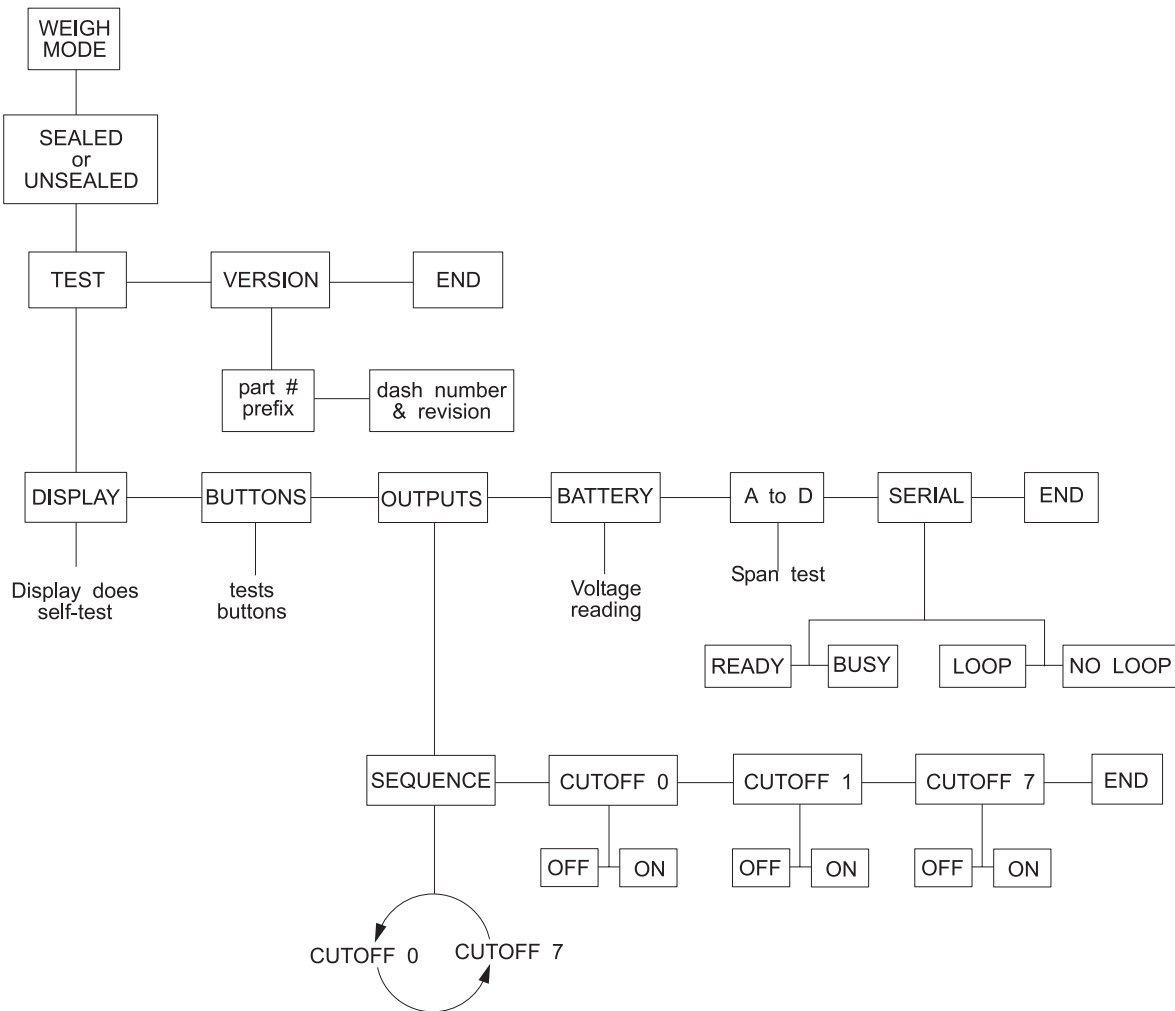 WEIGH
MODE
SEALED
or
UNSEALED
TEST
VERSION
END
part #
prefix
dash number
& revision
DISPLAY
BUTTONS
OUTPUTS
BATTERY
A to D
SERIAL
END
Display does
self-test
tests
buttons
Voltage
reading
Span test
READY
BUSY
LOOP
NO LOOP
SEQUENCE
CUTOFF 0
CUTOFF 1
CUTOFF 7
END
OFF
ON
OFF
ON
OFF
ON
CUTOFF 0
CUTOFF 7